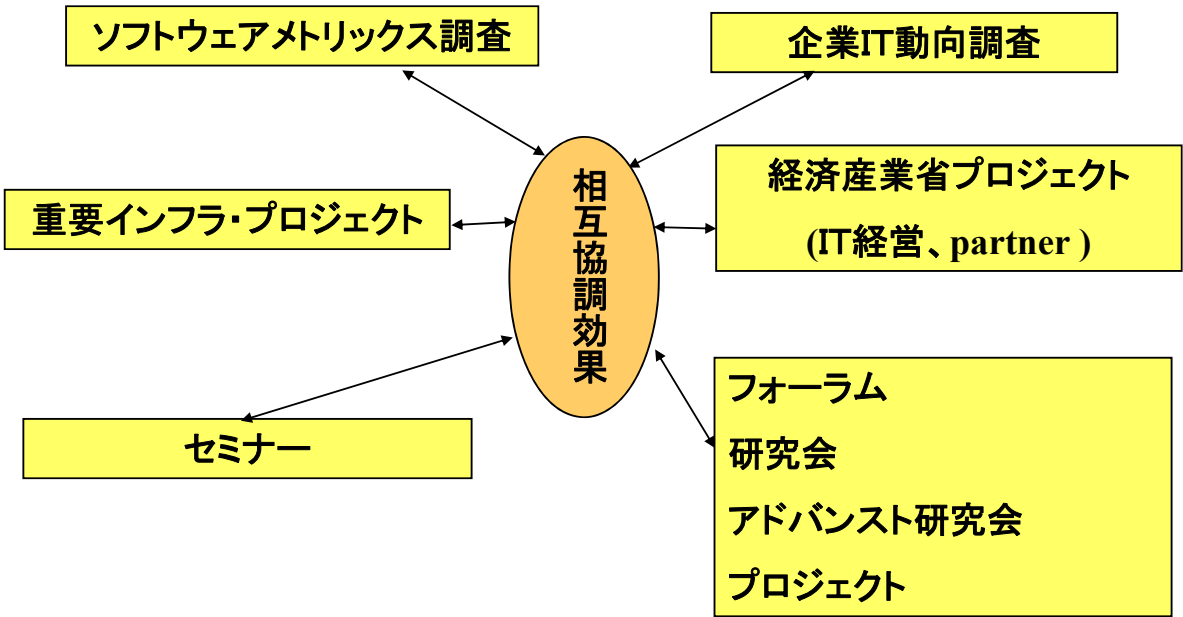 ソフトウェアメトリックス調査
企業IT動向調査
重要インフラ・プロジェクト
相互協調効果
経済産業省プロジェクト
(IT経営、partner )
セミナー
フォーラム
研究会
アドバンスト研究会
プロジェクト